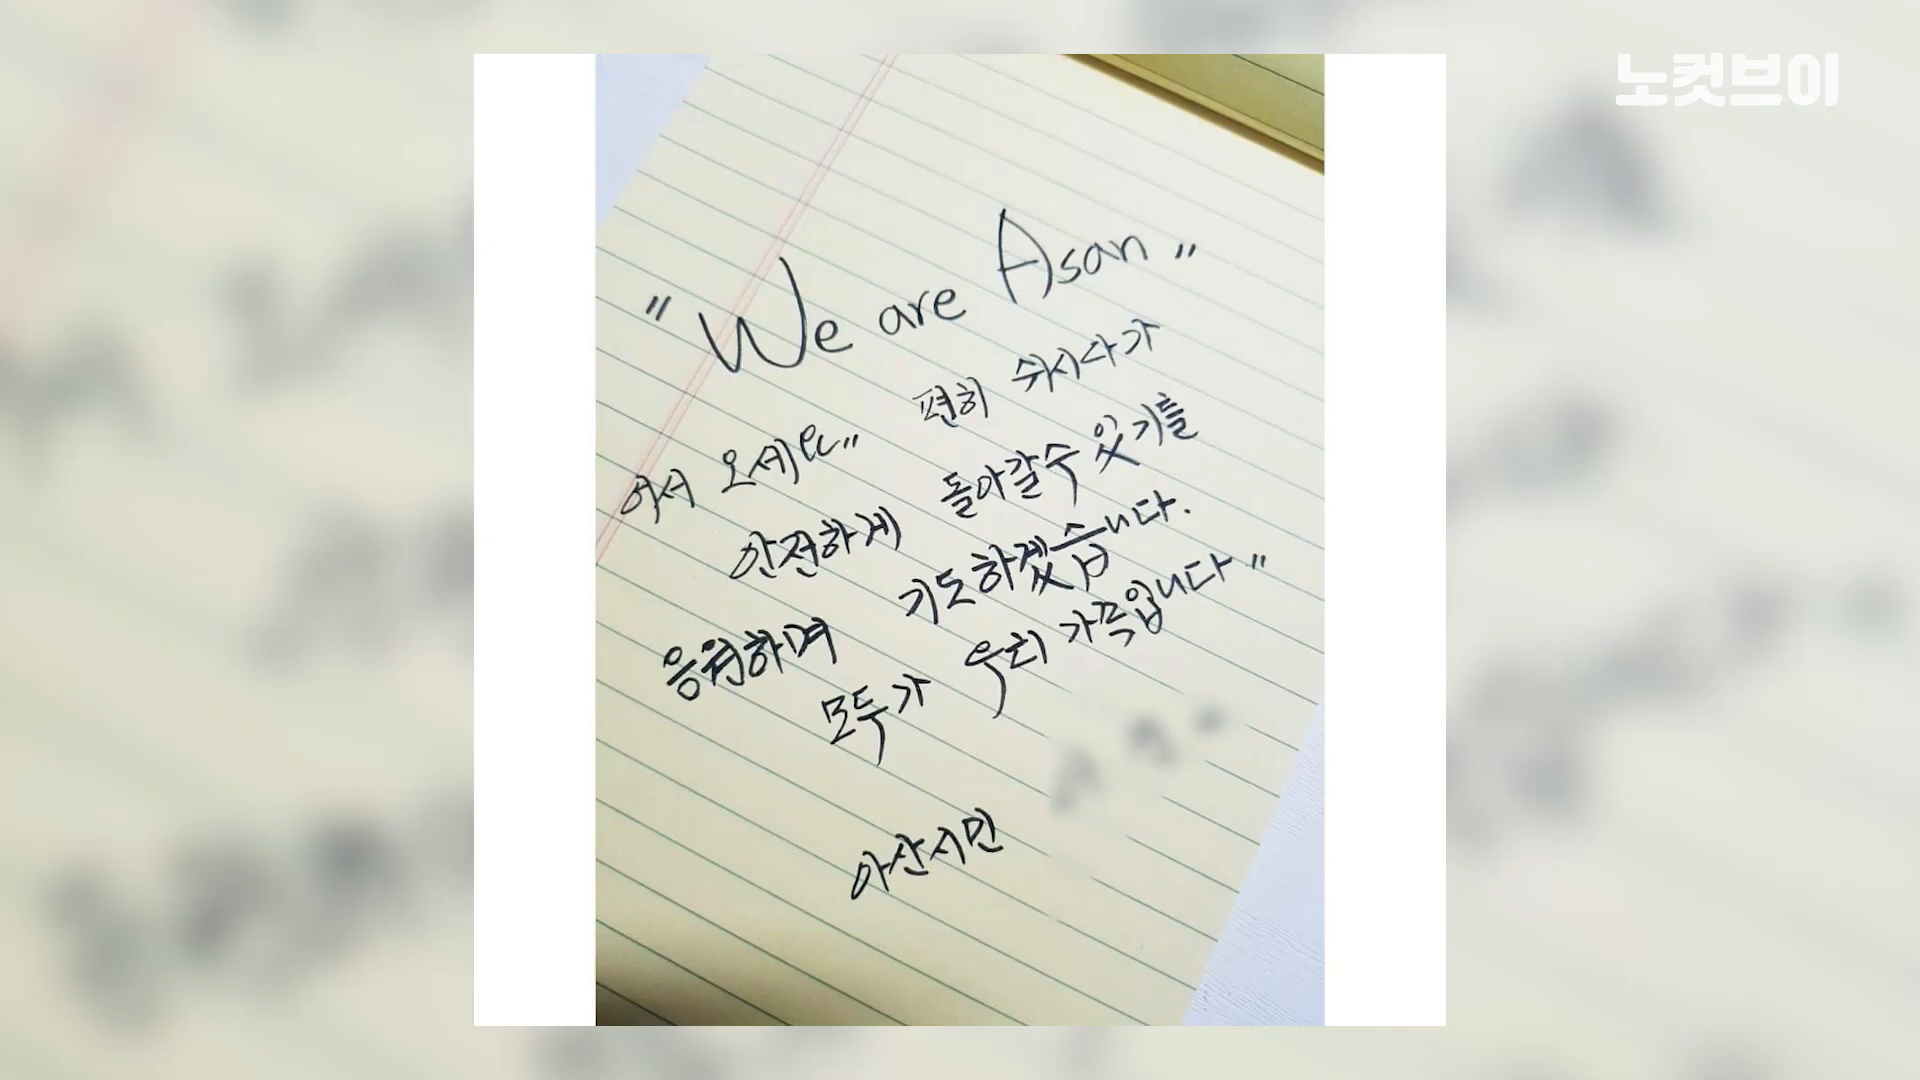 노컷브이
"We are Asan"
어서 오세요" 편히 쉬시다가
안전하게 돌아갈수 있기를
응원하며 기도하겠습니다.
모두가 우리 가족입니다"
아산시민